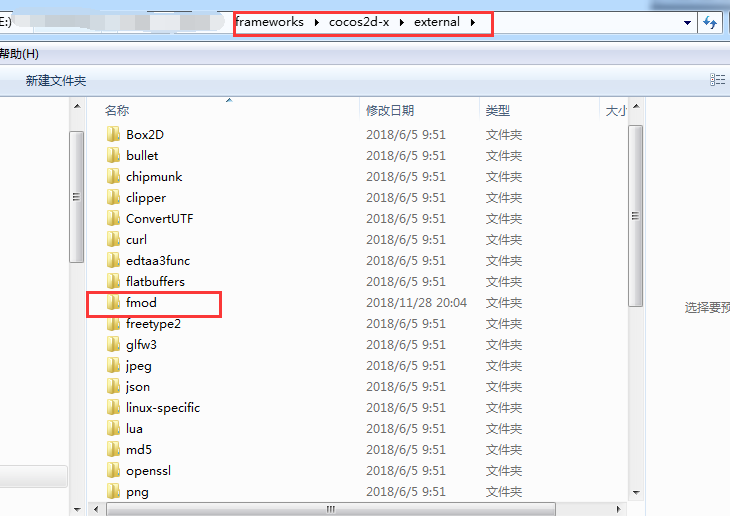 E:)
frameworks cocos2d-x external
帮助(H)
新建文件夹
名称 修改日期 类型 大小
Box2D 2018/6/5 9:51 文件夹
bullet 2018/6/5 9:51 文件夹
chipmunk 2018/6/5 9:51 文件夹
clipper 2018/6/5 9:51 文件夹
ConvertUTF 2018/6/5 9:51 文件夹
curl 2018/6/5 9:51 文件夹
edtaa3func 2018/6/5 9:51 文件夹
flatbuffers 2018/6/5 9:51 文件夹
fmod 2018/11/28 20:04 文件夹
freetype2 2018/6/5 9:51 文件夹
glfw3 2018/6/5 9:51 文件夹
jpeg 2018/6/5 9:51 文件夹
json 2018/6/5 9:51 文件夹
linux-specific 2018/6/5 9:51 文件夹
lua 2018/6/5 9:51 文件夹
md5 2018/6/5 9:51 文件夹
openssl 2018/6/5 9:51 文件夹
png 2018/6/5 9:51 文件夹
选择要预